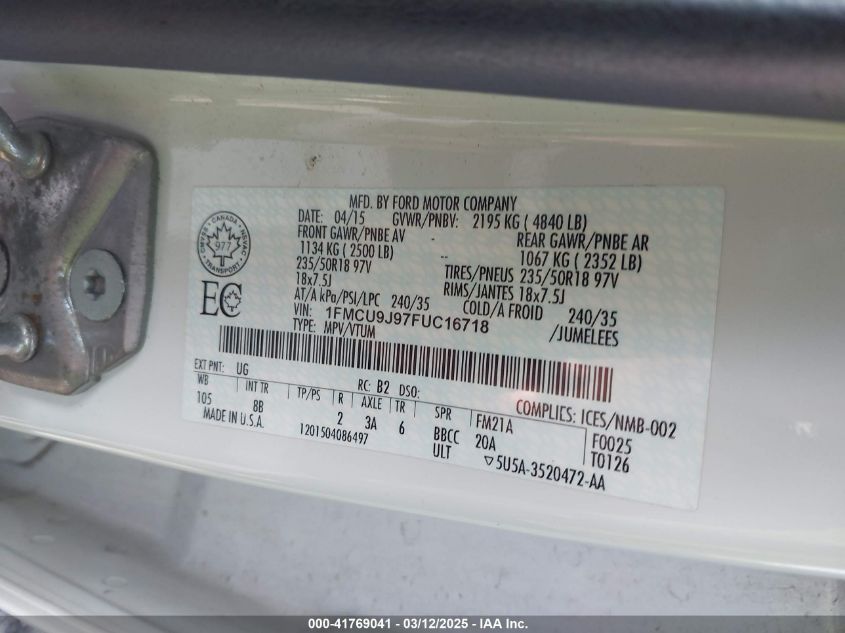 MFD. BY FORD MOTOR COMPANY
DATE: 04/15 GVWR/PNBV: 2195 KG ( 4840 LB)
FRONT GAWR/PNBE AV REAR GAWR/PNBE AR
1134 KG ( 2500 LB) -- 1067 KG ( 2352 LB)
235/50R18 97V TIRES/PNEUS 235/50R18 97V
18x7.5J RIMS/JANTES 18x7.5J
AT/A kPa/PSI/LPC 240/35 COLD/A FROID 240/35
VIN: 1FMCU9J97FUC16718 /JUMELEES
TYPE: MPV/VTUM
CANADA
977
B
TRANSPORT
EC
EXT PNT: UG RC: B2 DSO:
COMPLIES: ICES/NMB-002
WB INT TR TP/PS R AXLE TR SPR FM21A F0025
105 8B 2 3A 6 BBCC 20A T0126
MADE IN U.S.A. 1201504086497 ULT ▽5U5A-3520472-AA
000-41769041 - 03/12/2025 - IAA Inc.